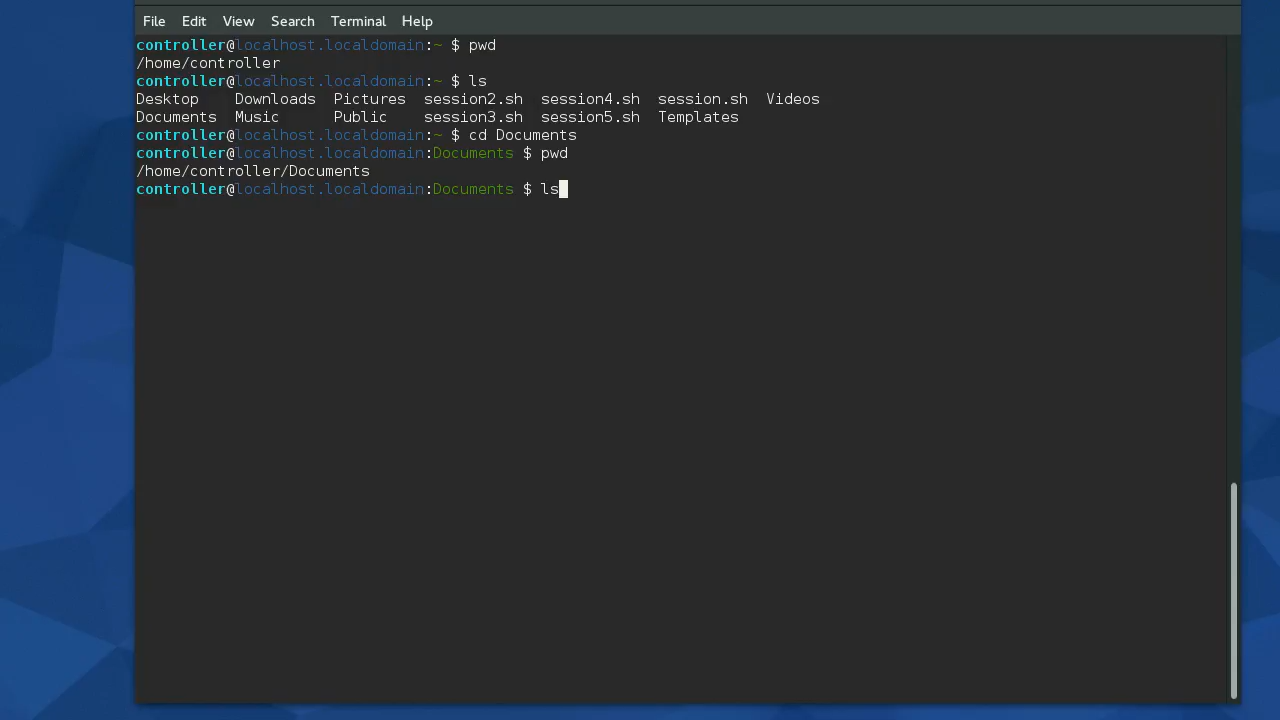 File Edit View Search Terminal Help
controller@localhost.localdomain:~ $ pwd
/home/controller
controller@localhost.localdomain:~ $ ls
Desktop    Downloads  Pictures  session2.sh  session4.sh  session.sh  Videos
Documents  Music      Public    session3.sh  session5.sh  Templates
controller@localhost.localdomain:~ $ cd Documents
controller@localhost.localdomain:Documents $ pwd
/home/controller/Documents
controller@localhost.localdomain:Documents $ ls